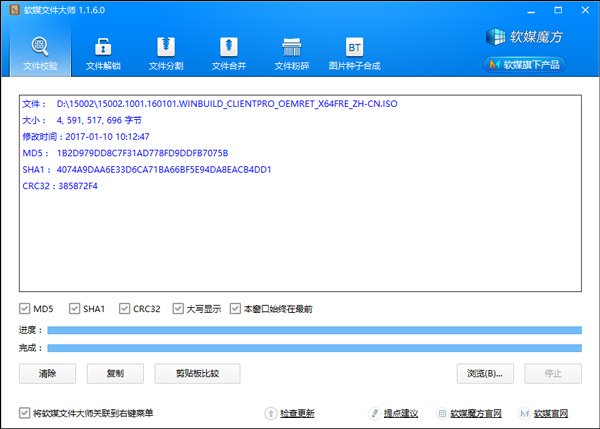 软媒文件大师 1.1.6.0
文件校验 文件解锁 文件分割 文件合并 文件粉碎 BT 图片种子合成
软媒魔方
软媒旗下产品
文件： D:\15002\15002.1001.160101.WINBUILD_CLIENTPRO_OEMRET_X64FRE_ZH-CN.ISO
大小： 4, 591, 517, 696 字节
修改时间：2017-01-10 10:12:47
MD5： 1B2D979DD8C7F31AD778FD9DDFB7075B
SHA1： 4074A9DAA6E33D6CA71BA66BF5E94DA8EACB4DD1
CRC32：385872F4
MD5 SHA1 CRC32 大写显示 本窗口始终在最前
进度：
完成：
清除 复制 剪贴板比较 浏览(B)... 停止
将软媒文件大师关联到右键菜单 检查更新 提点建议 软媒魔方官网 软媒官网